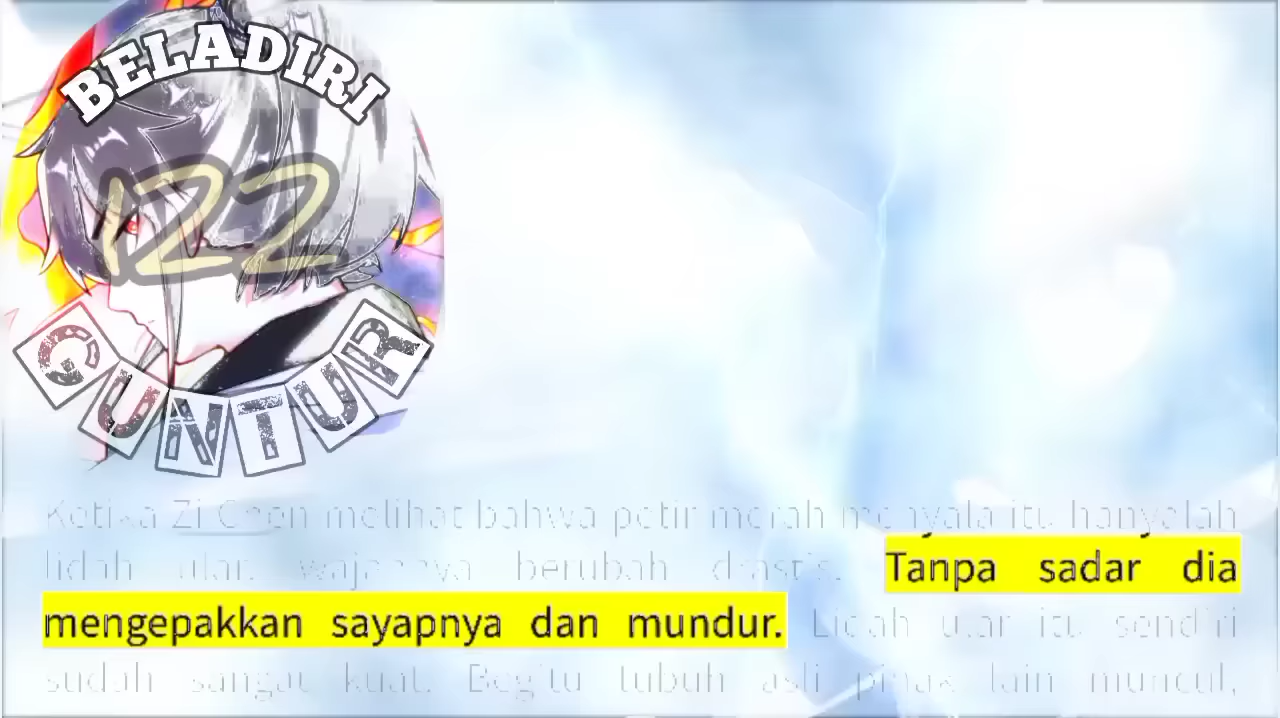 BELADIRI
122
GUNTUR
Ketika Zi Chen melihat bahwa petir merah menyala itu hanyalah
lidah ular, wajahnya berubah drastis. Tanpa sadar dia
mengepakkan sayapnya dan mundur. Lidah ular itu sendiri
sudah sangat kuat. Begitu tubuh asli pihak lain muncul,